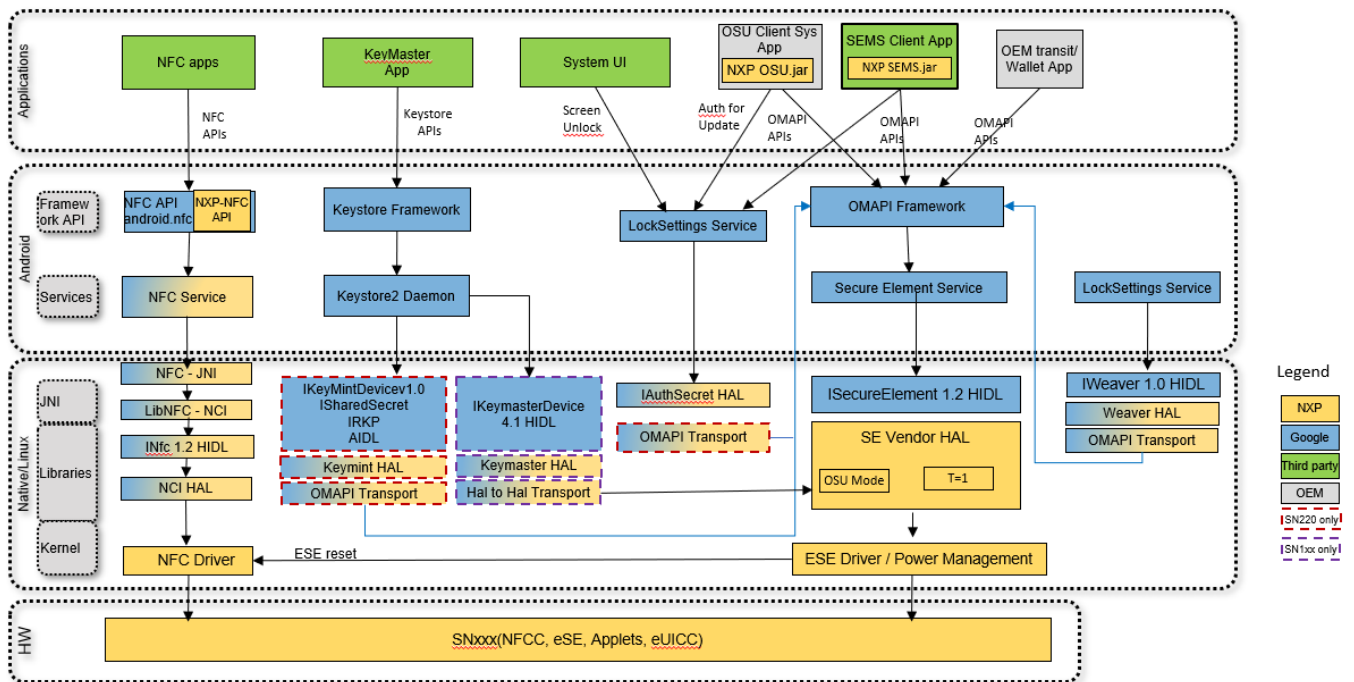 Applications
NFC apps
KeyMaster
App
System UI
OSU Client Sys
App
NXP OSU.jar
SEMS Client App
NXP SEMS.jar
OEM transit/
Wallet App
NFC
APIs
Keystore
APIs
Screen
Unlock
Auth for
Update
OMAPI
APIs
OMAPI
APIs
OMAPI
APIs
Android
Framew
ork API
NFC API
android.nfc
NXP-NFC
API
Keystore Framework
LockSettings Service
OMAPI Framework
Services
NFC Service
Keystore2 Daemon
Secure Element Service
LockSettings Service
Native/Linux
JNI
Libraries
Kernel
NFC - JNI
LibNFC - NCI
INfc 1.2 HIDL
NCI HAL
NFC Driver
IKeyMintDevicev1.0
ISharedSecret
IRKP
AIDL
Keymint HAL
OMAPI Transport
IKeymasterDevice
4.1 HIDL
Keymaster HAL
Hal to Hal Transport
IAuthSecret HAL
OMAPI Transport
ISecureElement 1.2 HIDL
SE Vendor HAL
OSU Mode
T=1
IWeaver 1.0 HIDL
Weaver HAL
OMAPI Transport
ESE reset
ESE Driver / Power Management
HW
SNxxx(NFCC, eSE, Applets, eUICC)
Legend
NXP
Google
Third party
OEM
SN220 only
SN1xx only